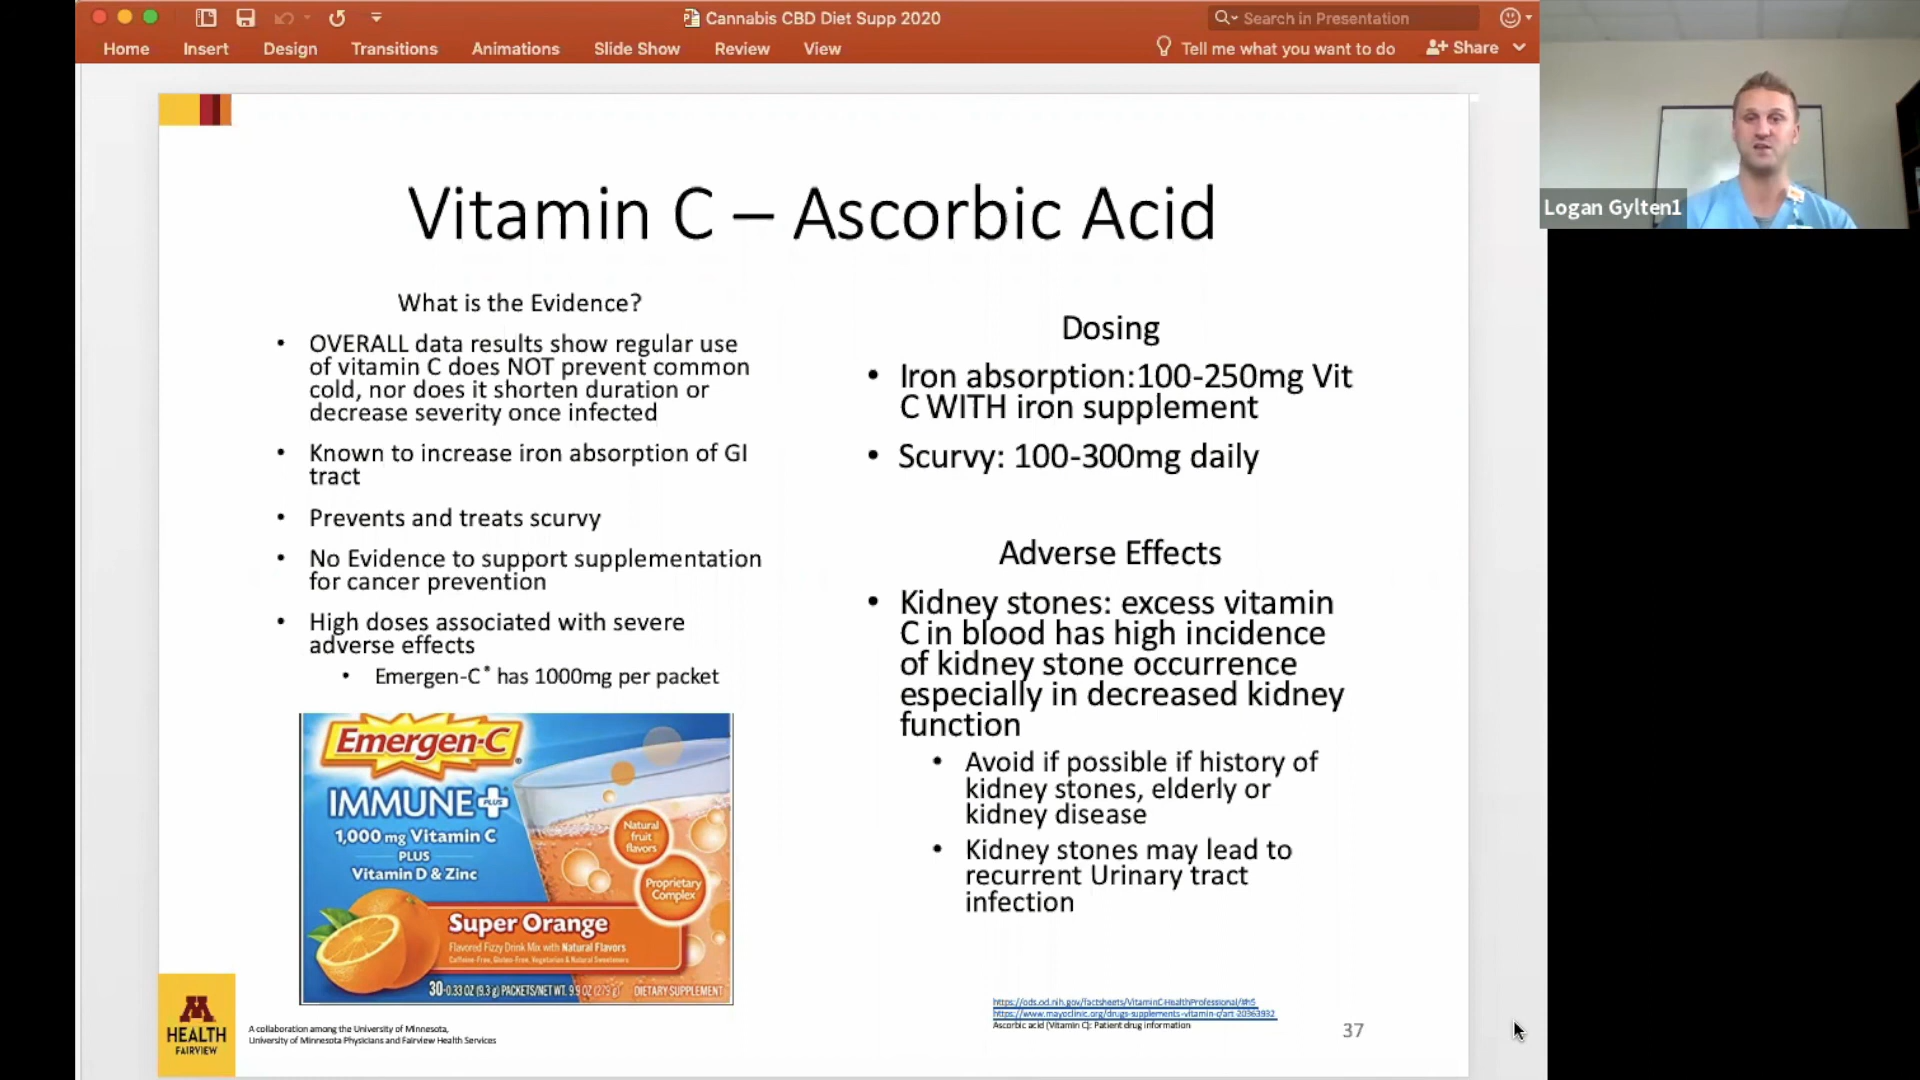 Cannabis CBD Diet Supp 2020
Search in Presentation
Home Insert Design Transitions Animations Slide Show Review View
Tell me what you want to do
Share
Logan Gylten1
Vitamin C – Ascorbic Acid
What is the Evidence?
• OVERALL data results show regular use
of vitamin C does NOT prevent common
cold, nor does it shorten duration or
decrease severity once infected
• Known to increase iron absorption of GI
tract
• Prevents and treats scurvy
• No Evidence to support supplementation
for cancer prevention
• High doses associated with severe
adverse effects
• Emergen-C® has 1000mg per packet
Emergen-C®
IMMUNE+
PLUS
1,000 mg Vitamin C
PLUS
Vitamin D & Zinc
Natural
fruit
flavors
Proprietary
Complex
Super Orange
Flavored Fizzy Drink Mix with Natural Flavors
Caffeine-Free, Gluten-Free, Vegetarian & Natural Sweeteners
30-0.33 OZ (9.3 g) PACKETS/NET WT. 9.9 OZ (279 g) DIETARY SUPPLEMENT
Dosing
• Iron absorption:100-250mg Vit
C WITH iron supplement
• Scurvy: 100-300mg daily
Adverse Effects
• Kidney stones: excess vitamin
C in blood has high incidence
of kidney stone occurrence
especially in decreased kidney
function
• Avoid if possible if history of
kidney stones, elderly or
kidney disease
• Kidney stones may lead to
recurrent Urinary tract
infection
https://ods.od.nih.gov/factsheets/VitaminC-HealthProfessional/#h5
https://www.mayoclinic.org/drugs-supplements-vitamin-c/art-20363932
Ascorbic acid (Vitamin C): Patient drug information
37
M
HEALTH
FAIRVIEW
A collaboration among the University of Minnesota,
University of Minnesota Physicians and Fairview Health Services